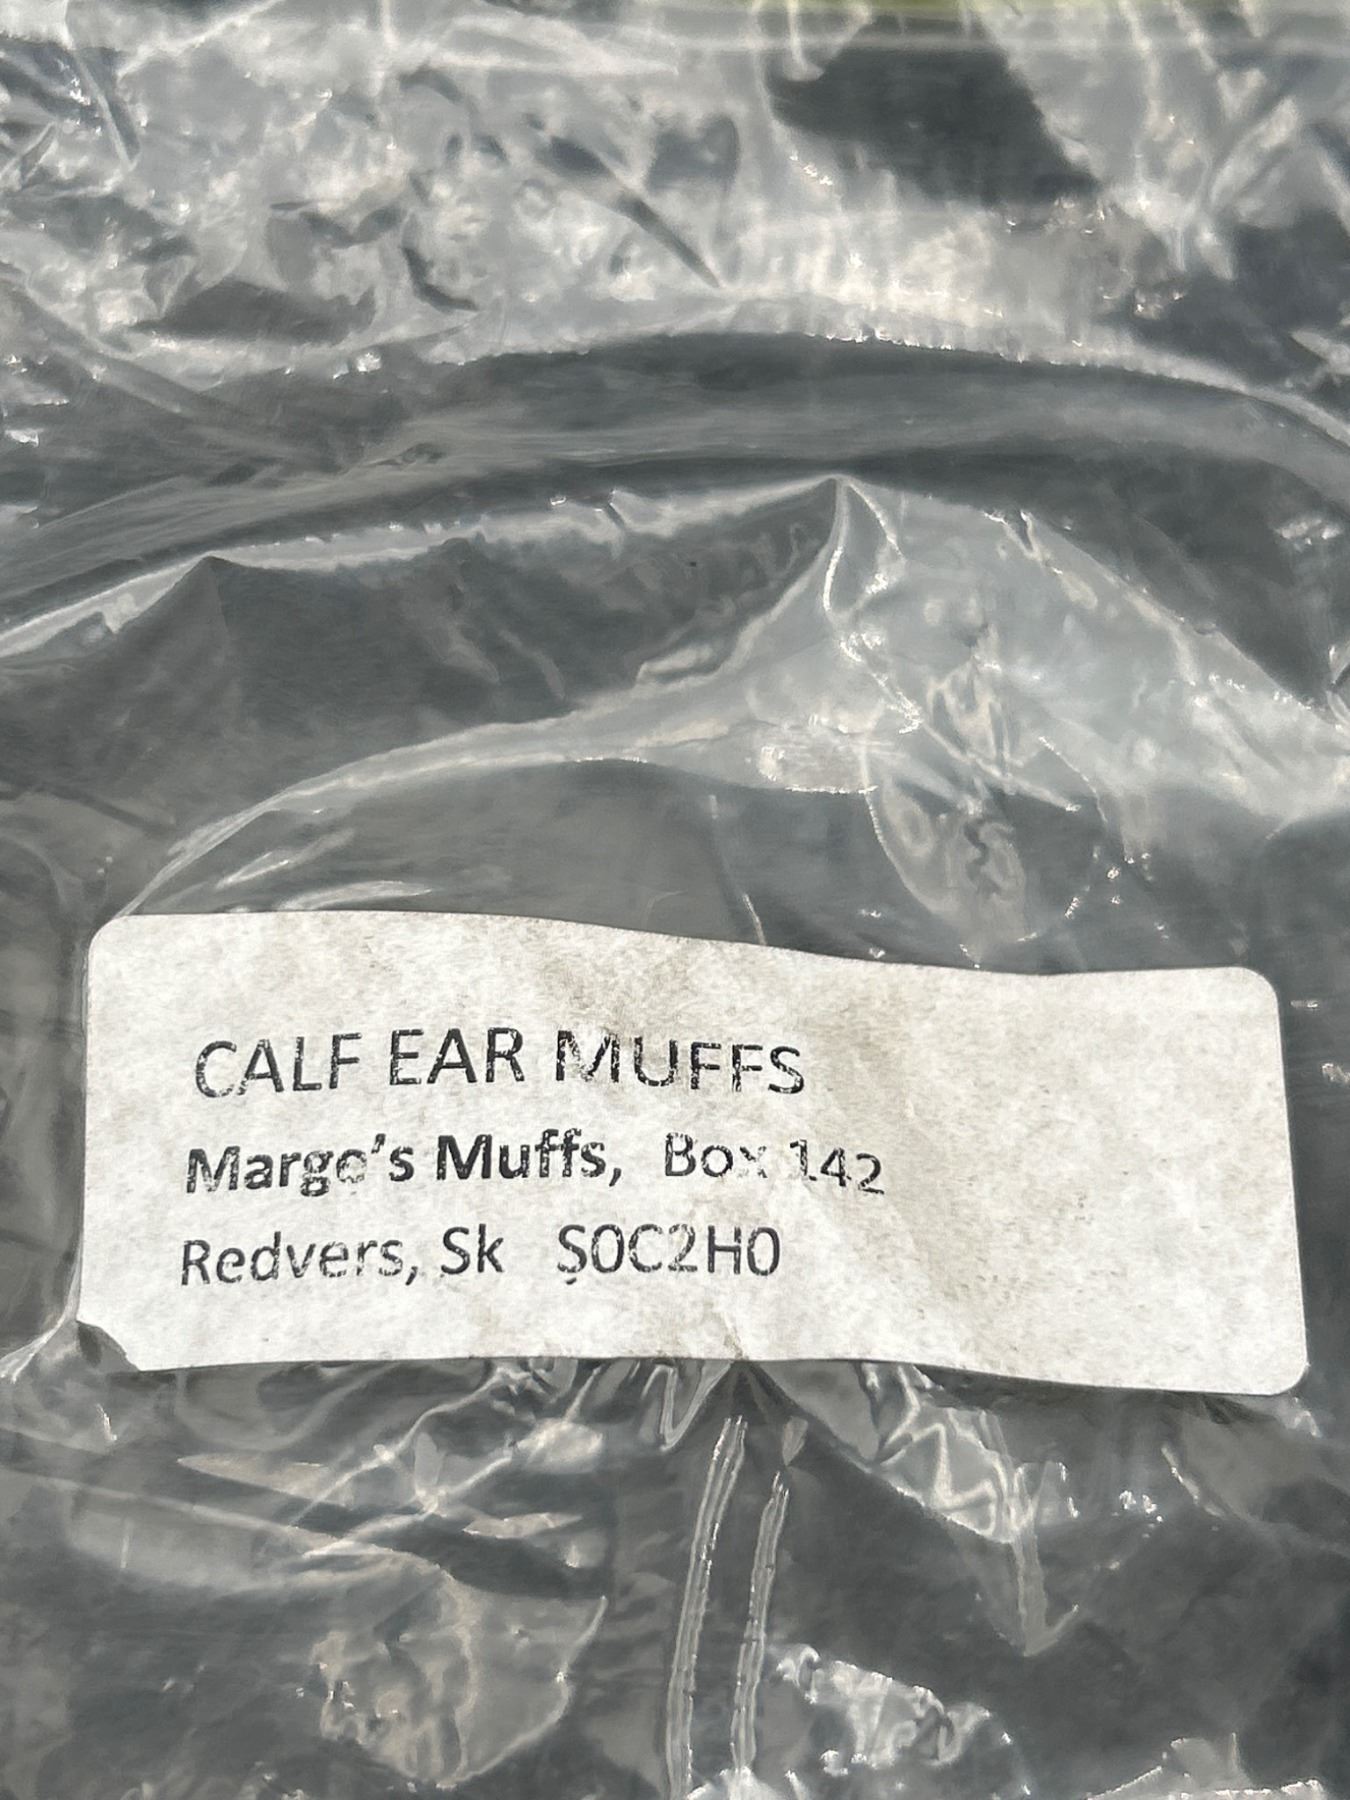 CALF EAR MUFFS
Margo's Muffs, Box 142
Redvers, Sk S0C2H0